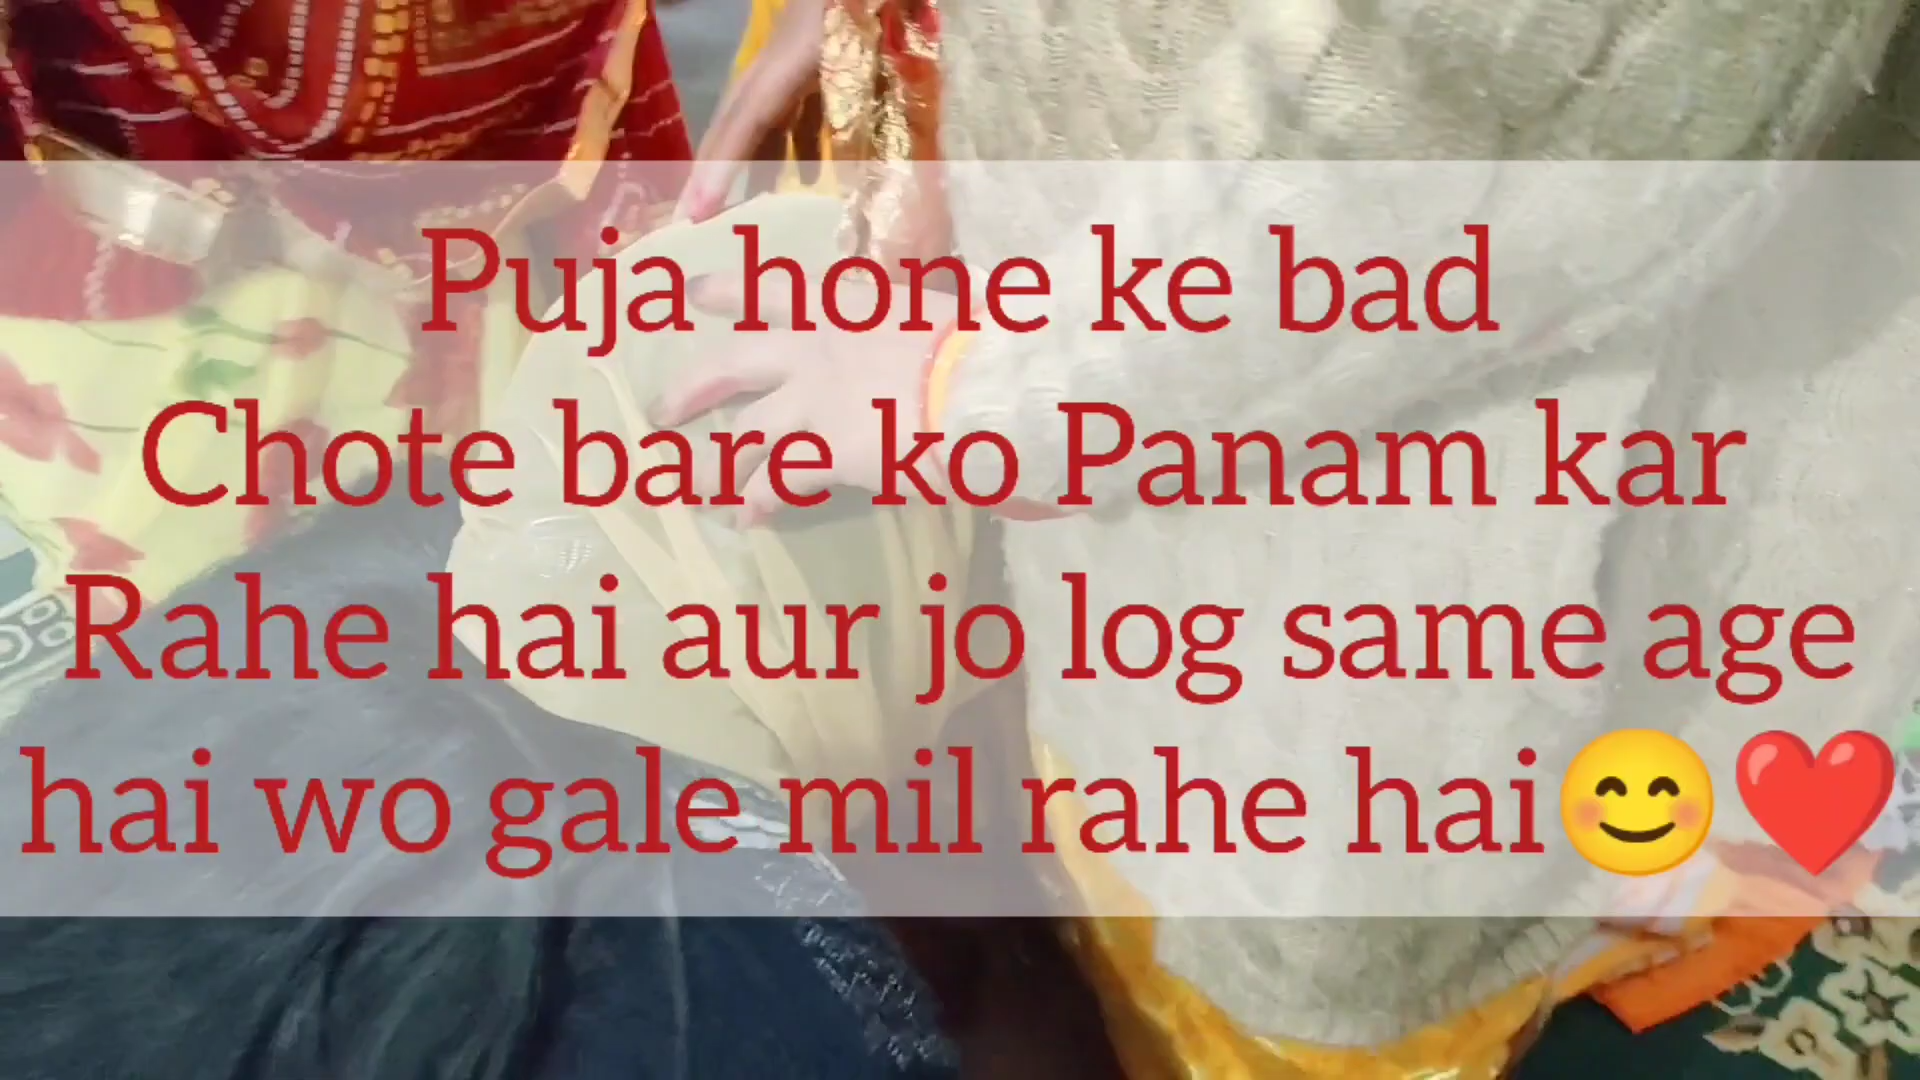 Puja hone ke bad
Chote bare ko Panam kar
Rahe hai aur jo log same age
hai wo gale mil rahe hai😊❤️